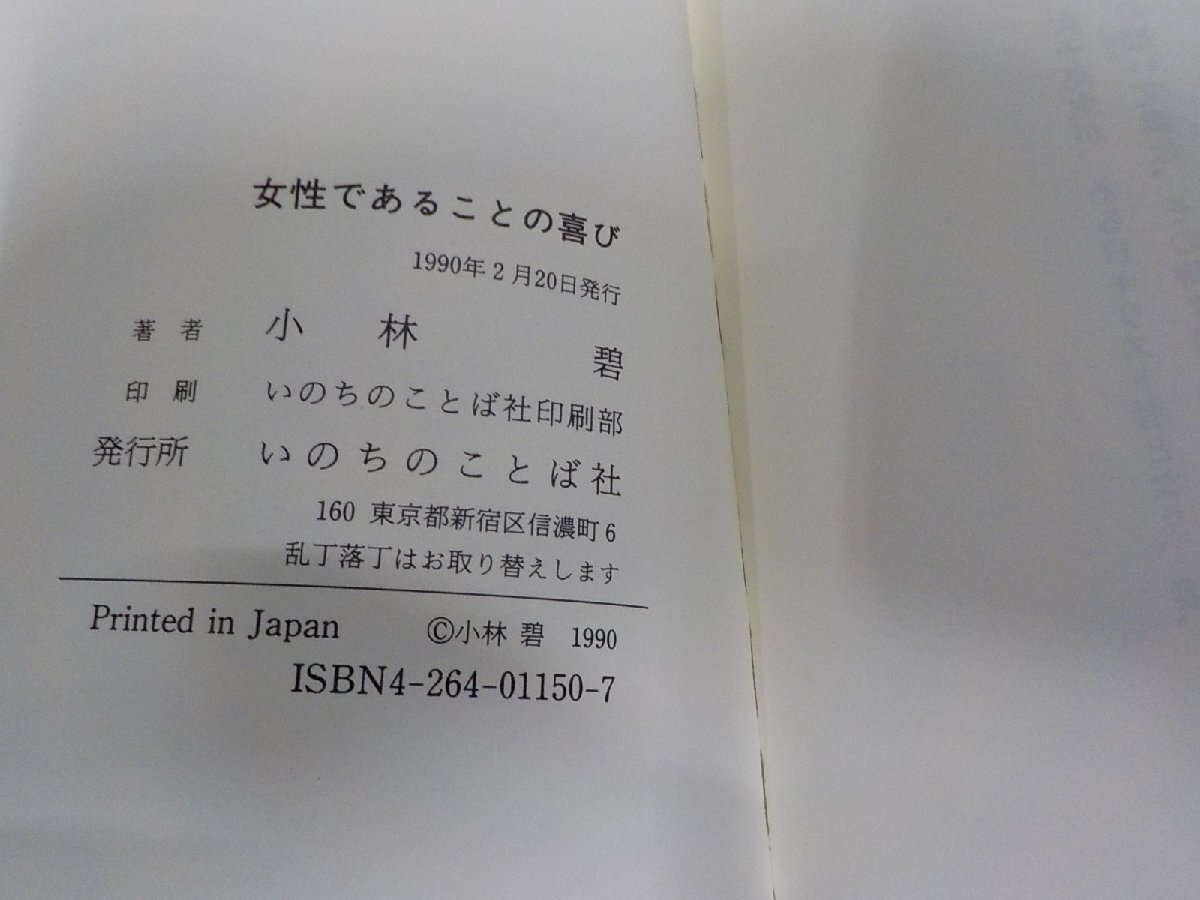 女性であることの喜び
1990年2月20日発行
著者 小林 碧
印刷 いのちのことば社印刷部
発行所 いのちのことば社
160 東京都新宿区信濃町6
乱丁落丁はお取り替えします
Printed in Japan ©小林 碧 1990
ISBN4-264-01150-7